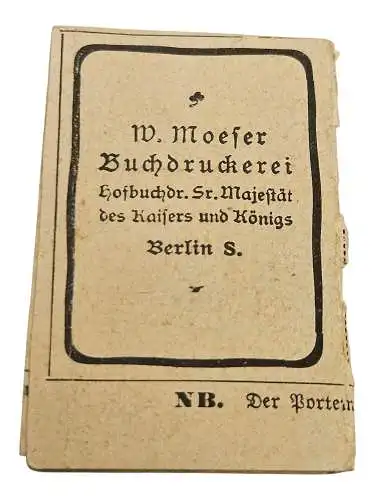 W. Moeſer
Buchdruckerei
Hofbuchdr. Sr. Majeſtät
des Kaiſers und Königs
Berlin S.
NB. Der Portem